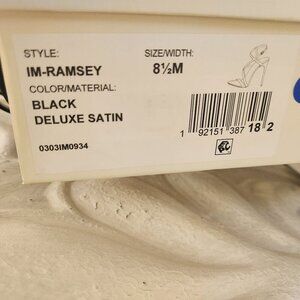 STYLE: SIZE/WIDTH:
IM-RAMSEY 8½M
COLOR/MATERIAL:
BLACK
DELUXE SATIN
1 92151 387 18 2
0303IM0934